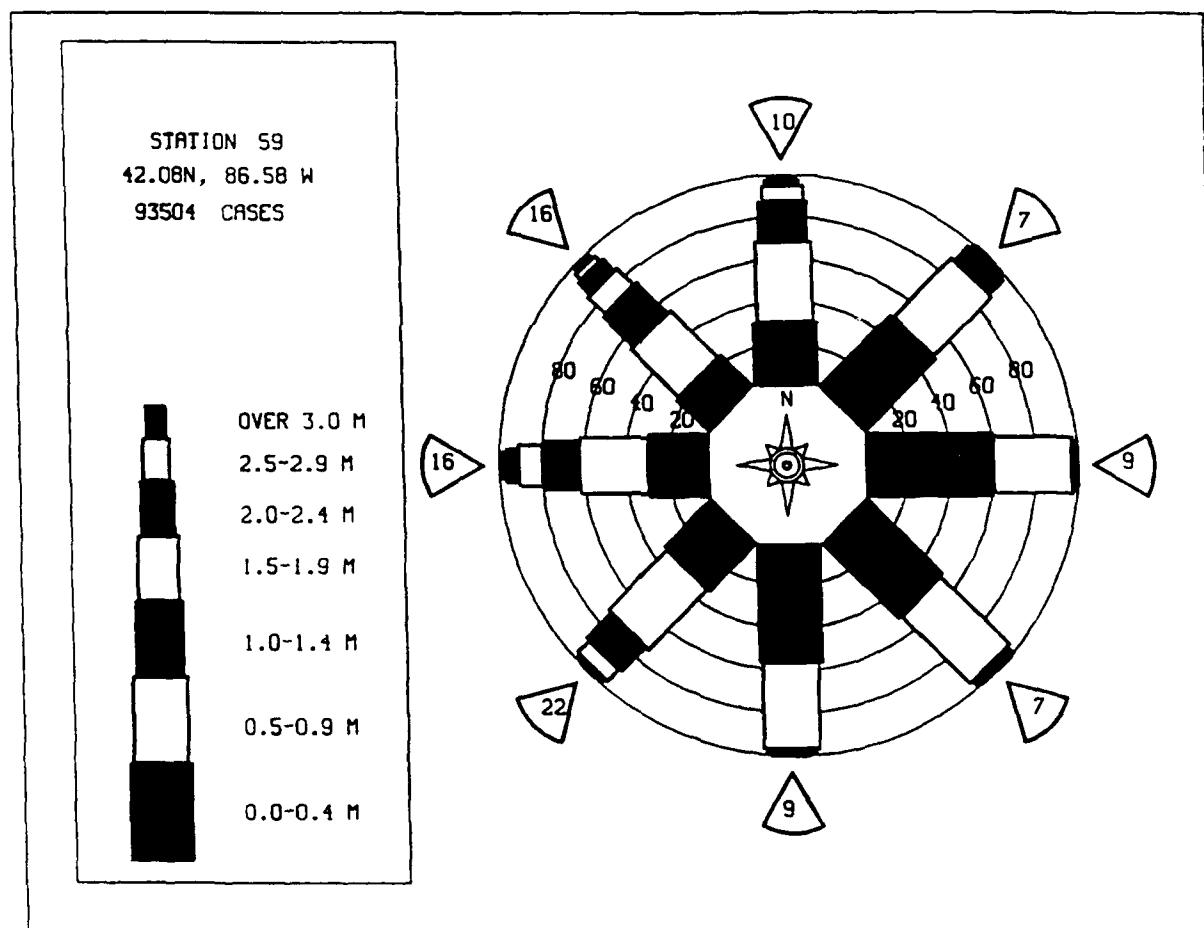 STATION 59
42.08N, 86.58 W
93504 CASES
OVER 3.0 M
2.5-2.9 M
2.0-2.4 M
1.5-1.9 M
1.0-1.4 M
0.5-0.9 M
0.0-0.4 M
10
16
7
80
60
40
20
N
20
40
60
80
16
9
22
7
9